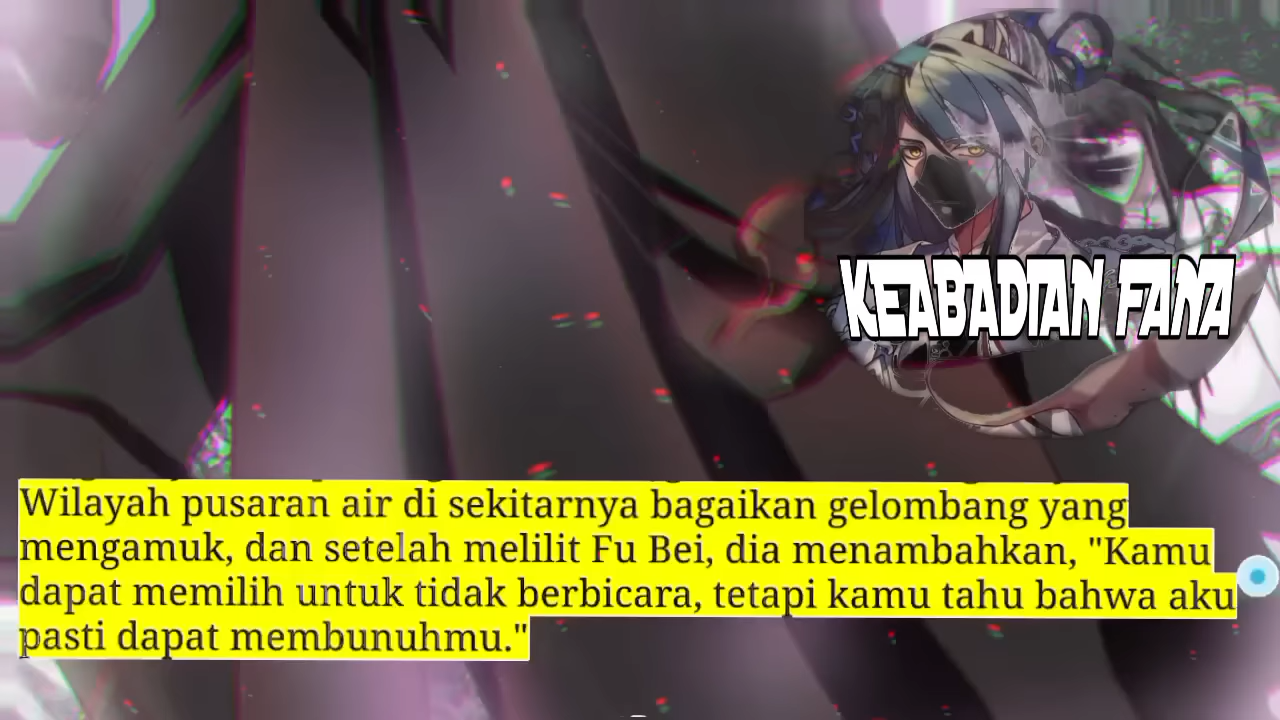 KEABADIAN FANA
Wilayah pusaran air di sekitarnya bagaikan gelombang yang
mengamuk, dan setelah melilit Fu Bei, dia menambahkan, "Kamu
dapat memilih untuk tidak berbicara, tetapi kamu tahu bahwa aku
pasti dapat membunuhmu."